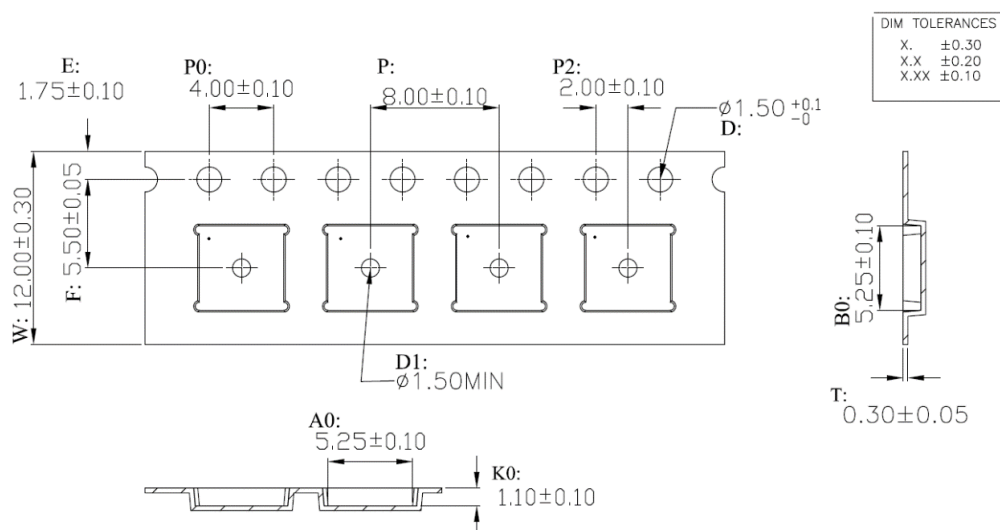 DIM TOLERANCES
X. ±0.30
X.X ±0.20
X.XX ±0.10
E:
1.75±0.10
P0:
4.00±0.10
P:
8.00±0.10
P2:
2.00±0.10
⌀1.50 +0.1
-0
D:
W: 12.00±0.30
F: 5.50±0.05
D1:
⌀1.50MIN
B0:
5.25±0.10
T:
0.30±0.05
A0:
5.25±0.10
K0:
1.10±0.10